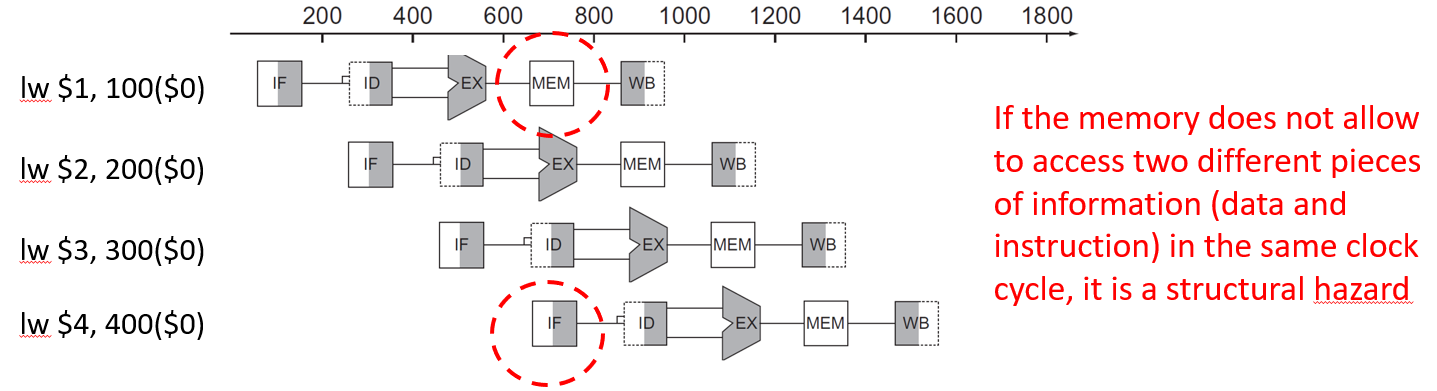 200 400 600 800 1000 1200 1400 1600 1800
lw $1, 100($0) IF ID EX MEM WB
lw $2, 200($0) IF ID EX MEM WB
lw $3, 300($0) IF ID EX MEM WB
lw $4, 400($0) IF ID EX MEM WB
If the memory does not allow
to access two different pieces
of information (data and
instruction) in the same clock
cycle, it is a structural hazard